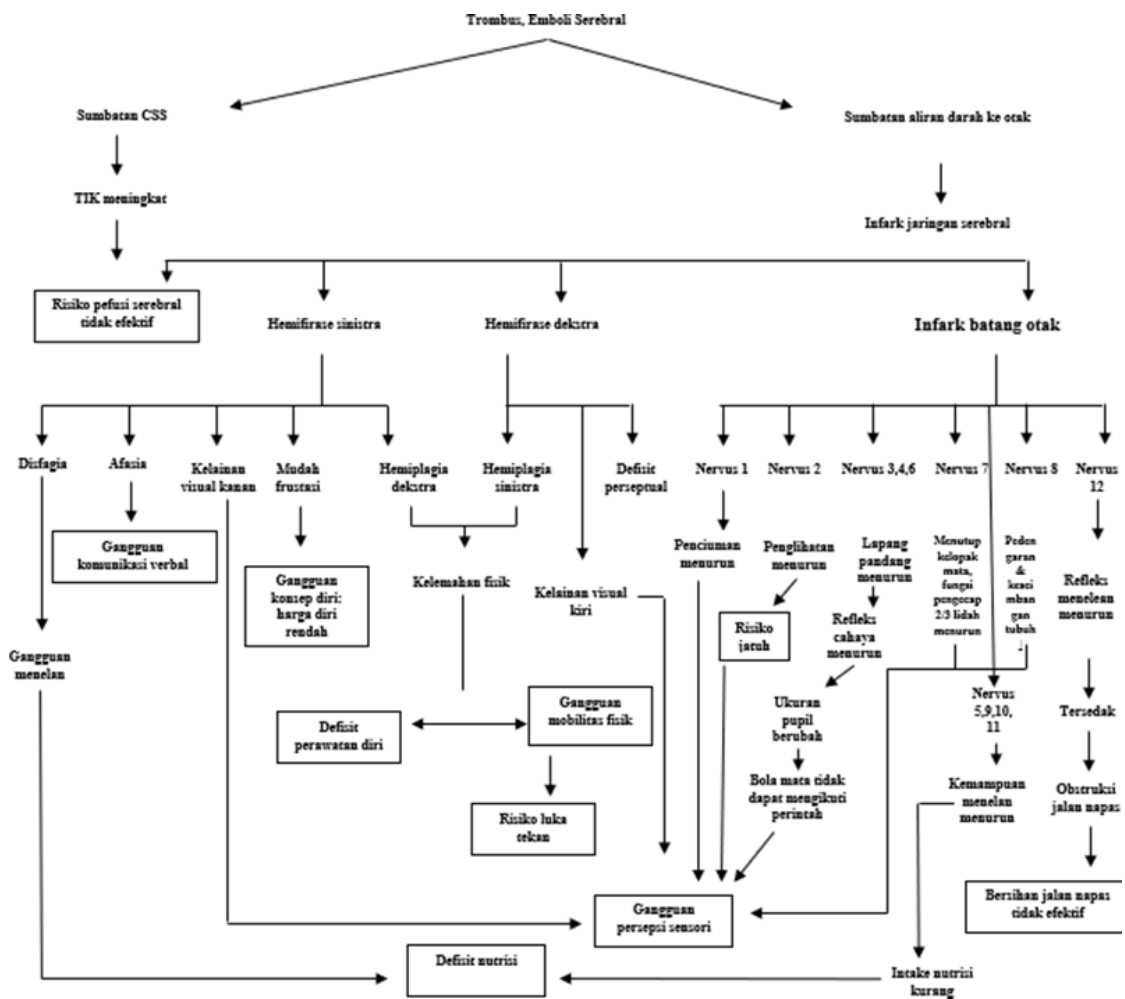 Trombus, Emboli Serebral
Sumbatan CSS
Sumbatan aliran darah ke otak
TIK meningkat
Infark jaringan serebral
Risiko pefusi serebral
tidak efektif
Hemifirase sinistra
Hemifirase dekstra
Infark batang otak
Disfagia
Afasia
Kelainan
visual kanan
Mudah
frustasi
Hemiplagia
dekstra
Hemiplagia
sinistra
Defisit
perseptual
Nervus 1
Nervus 2
Nervus 3,4,6
Nervus 7
Nervus 8
Nervus
12
Gangguan
komunikasi verbal
Gangguan
konsep diri:
harga diri
rendah
Kelemahan fisik
Kelainan visual
kiri
Penciuman
menurun
Penglihatan
menurun
Lapang
pandang
menurun
Menutup
kelopak
mata,
fungsi
pengecap
2/3 lidah
menurun
Peden
garan
&
keseimban
gan
tubuh
Refleks
menelean
menurun
Risiko
jatuh
Refleks
cahaya
menurun
Gangguan
menelan
Defisit
perawatan diri
Gangguan
mobilitas fisik
Ukuran
pupil
berubah
Nervus
5,9,10,
11
Tersedak
Risiko luka
tekan
Bola mata tidak
dapat mengikuti
perintah
Kemampuan
menelan
menurun
Obstruksi
jalan napas
Gangguan
persepsi sensori
Bersihan jalan napas
tidak efektif
Defisit nutrisi
Intake nutrisi
kurang